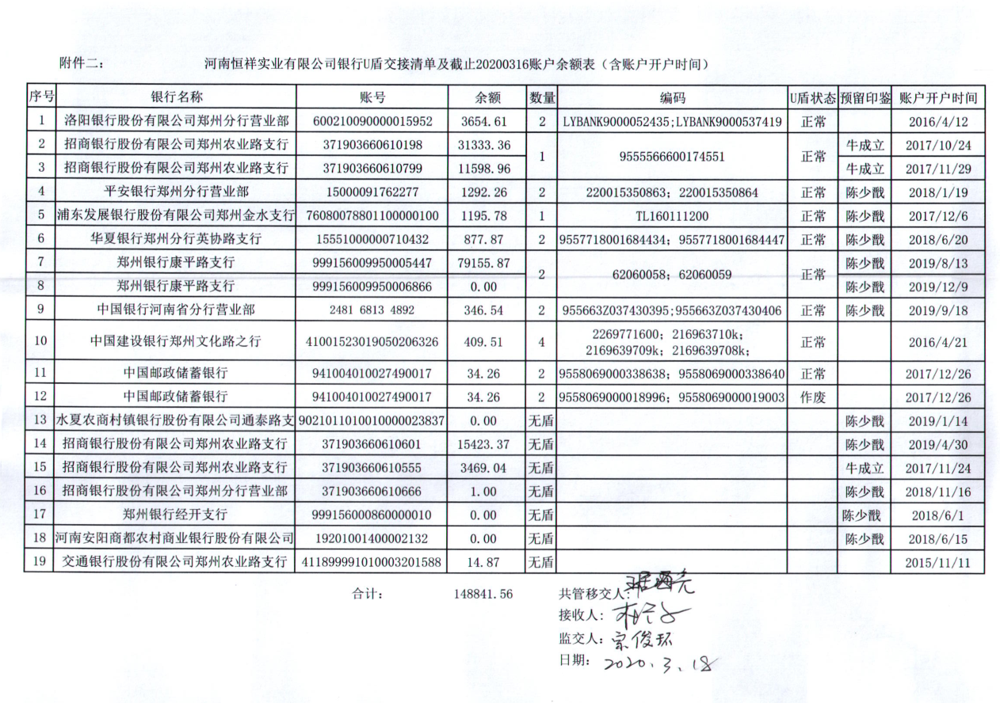 附件二： 河南恒祥实业有限公司银行U盾交接清单及截止20200316账户余额表（含账户开户时间）
序号 银行名称 账号 余额 数量 编码 U盾状态 预留印鉴 账户开户时间
1 洛阳银行股份有限公司郑州分行营业部 600210090000015952 3654.61 2 LYBANK9000052435;LYBANK9000537419 正常 2016/4/12
2 招商银行股份有限公司郑州农业路支行 371903660610198 31333.36 1 9555566600174551 正常 牛成立 2017/10/24
3 招商银行股份有限公司郑州农业路支行 371903660610799 11598.96 牛成立 2017/11/29
4 平安银行郑州分行营业部 15000091762277 1292.26 2 220015350863；220015350864 正常 陈少戬 2018/1/19
5 浦东发展银行股份有限公司郑州金水支行 76080078801100000100 1195.78 1 TL160111200 正常 陈少戬 2017/12/6
6 华夏银行郑州分行英协路支行 15551000000710432 877.87 2 9557718001684434；9557718001684447 正常 陈少戬 2018/6/20
7 郑州银行康平路支行 999156009950005447 79155.87 2 62060058；62060059 正常 陈少戬 2019/8/13
8 郑州银行康平路支行 999156009950006866 0.00 陈少戬 2019/12/9
9 中国银行河南省分行营业部 2481 6813 4892 346.54 2 955663Z037430395;955663Z037430406 正常 陈少戬 2019/9/18
10 中国建设银行郑州文化路之行 41001523019050206326 409.51 4 2269771600；216963710k； 正常 2016/4/21
2169639709k；2169639708k；
11 中国邮政储蓄银行 941004010027490017 34.26 2 9558069000338638；9558069000338640 正常 2017/12/26
12 中国邮政储蓄银行 941004010027490017 34.26 2 9558069000018996；9558069000019003 作废 2017/12/26
13 水夏农商村镇银行股份有限公司通泰路支 9021011010010000023837 0.00 无盾 陈少戬 2019/1/14
14 招商银行股份有限公司郑州农业路支行 371903660610601 15423.37 无盾 陈少戬 2019/4/30
15 招商银行股份有限公司郑州农业路支行 371903660610555 3469.04 无盾 牛成立 2017/11/24
16 招商银行股份有限公司郑州分行营业部 371903660610666 1.00 无盾 陈少戬 2018/11/16
17 郑州银行经开支行 999156000860000010 0.00 无盾 陈少戬 2018/6/1
18 河南安阳商都农村商业银行股份有限公司 19201001400002132 0.00 无盾 陈少戬 2018/6/15
19 交通银行股份有限公司郑州农业路支行 411899991010003201588 14.87 无盾 2015/11/11
合计： 148841.56 共管移交人：
接收人：
监交人：宗俊环
日期： 2020.3.18